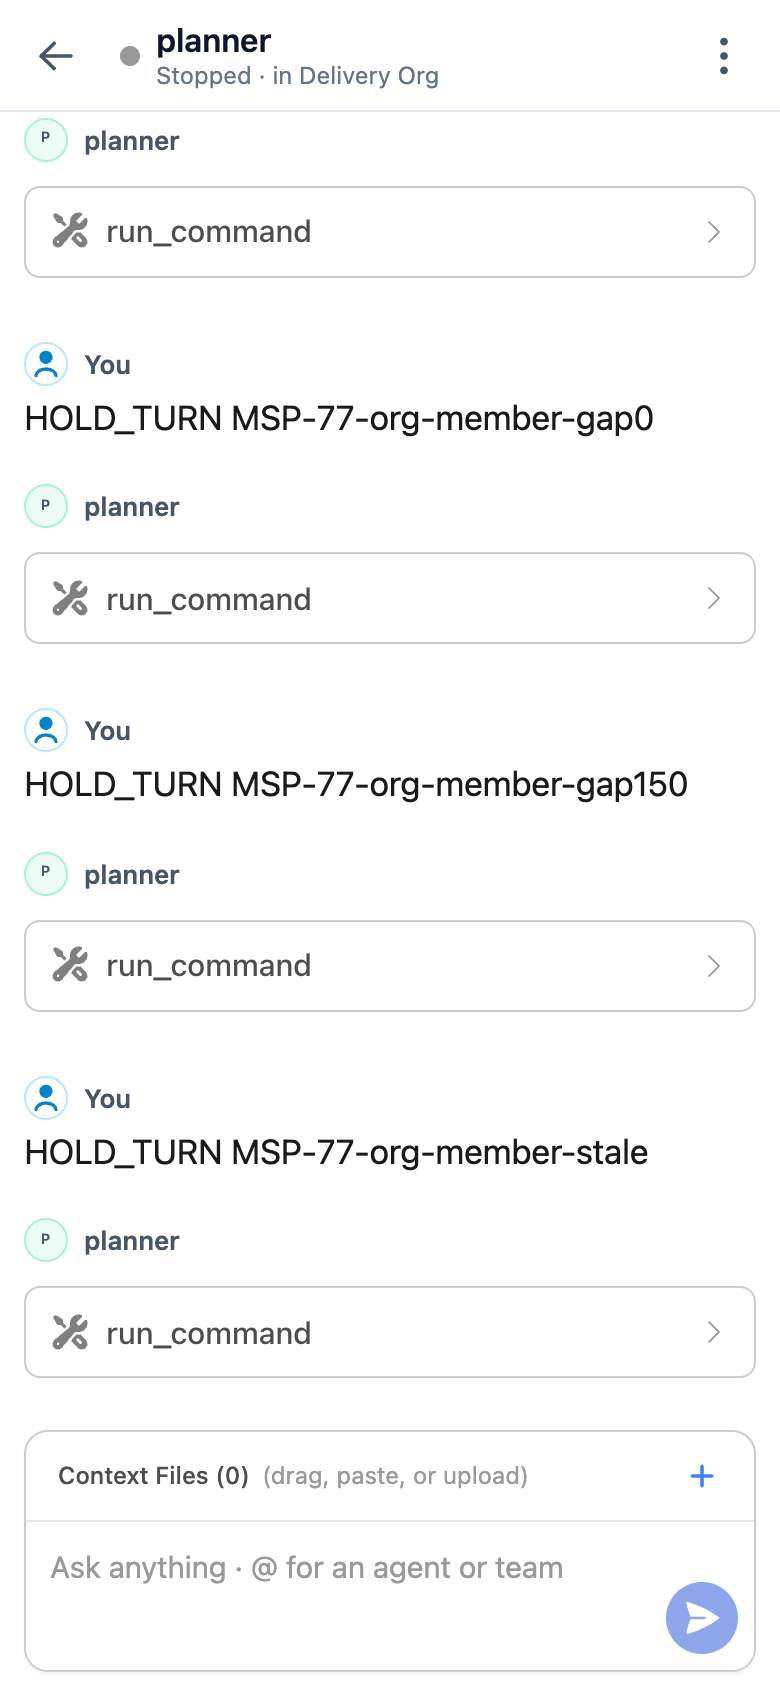 planner
Stopped · in Delivery Org
P planner
run_command
You
HOLD_TURN MSP-77-org-member-gap0
P planner
run_command
You
HOLD_TURN MSP-77-org-member-gap150
P planner
run_command
You
HOLD_TURN MSP-77-org-member-stale
P planner
run_command
Context Files (0) (drag, paste, or upload)
Ask anything · @ for an agent or team